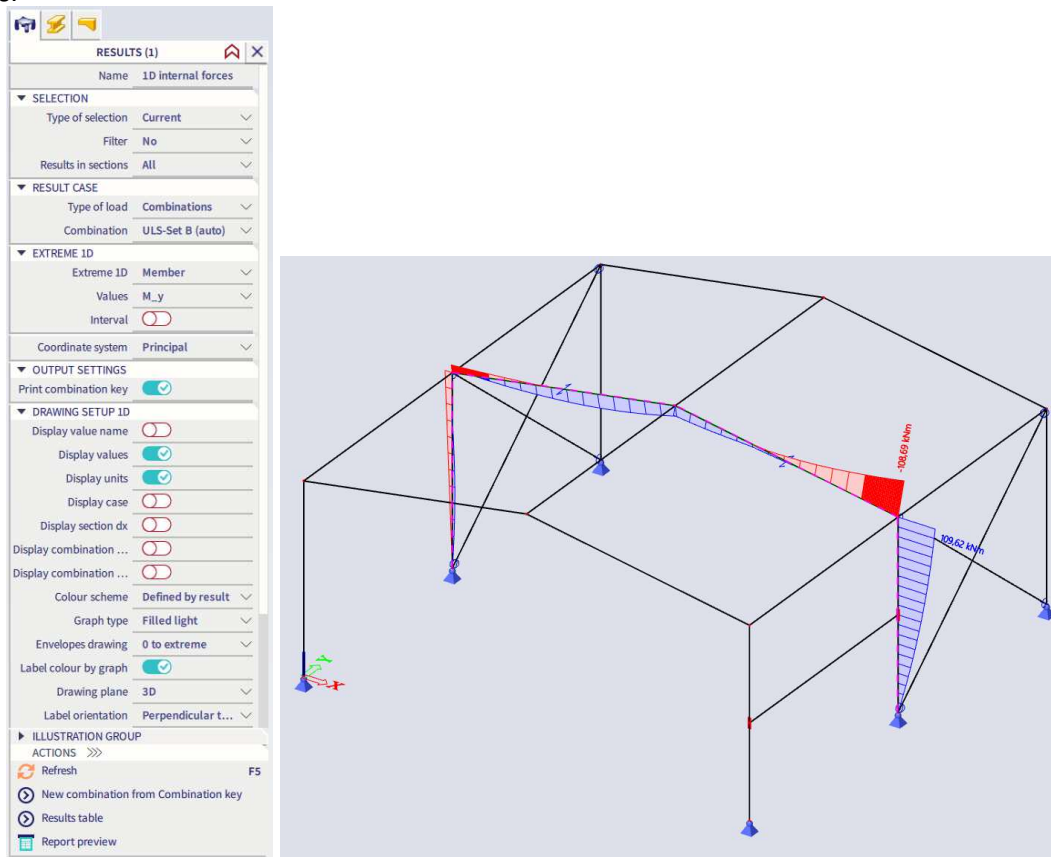 RESULTS (1)
Name 1D internal forces
SELECTION
Type of selection Current
Filter No
Results in sections All
RESULT CASE
Type of load Combinations
Combination ULS-Set B (auto)
EXTREME 1D
Extreme 1D Member
Values M_y
Interval
Coordinate system Principal
OUTPUT SETTINGS
Print combination key
DRAWING SETUP 1D
Display value name
Display values
Display units
Display case
Display section dx
Display combination ...
Display combination ...
Colour scheme Defined by result
Graph type Filled light
Envelopes drawing 0 to extreme
Label colour by graph
Drawing plane 3D
Label orientation Perpendicular t...
ILLUSTRATION GROUP
ACTIONS >>>
Refresh F5
New combination from Combination key
Results table
Report preview
-108,69 kNm
109,62 kNm
Y
X